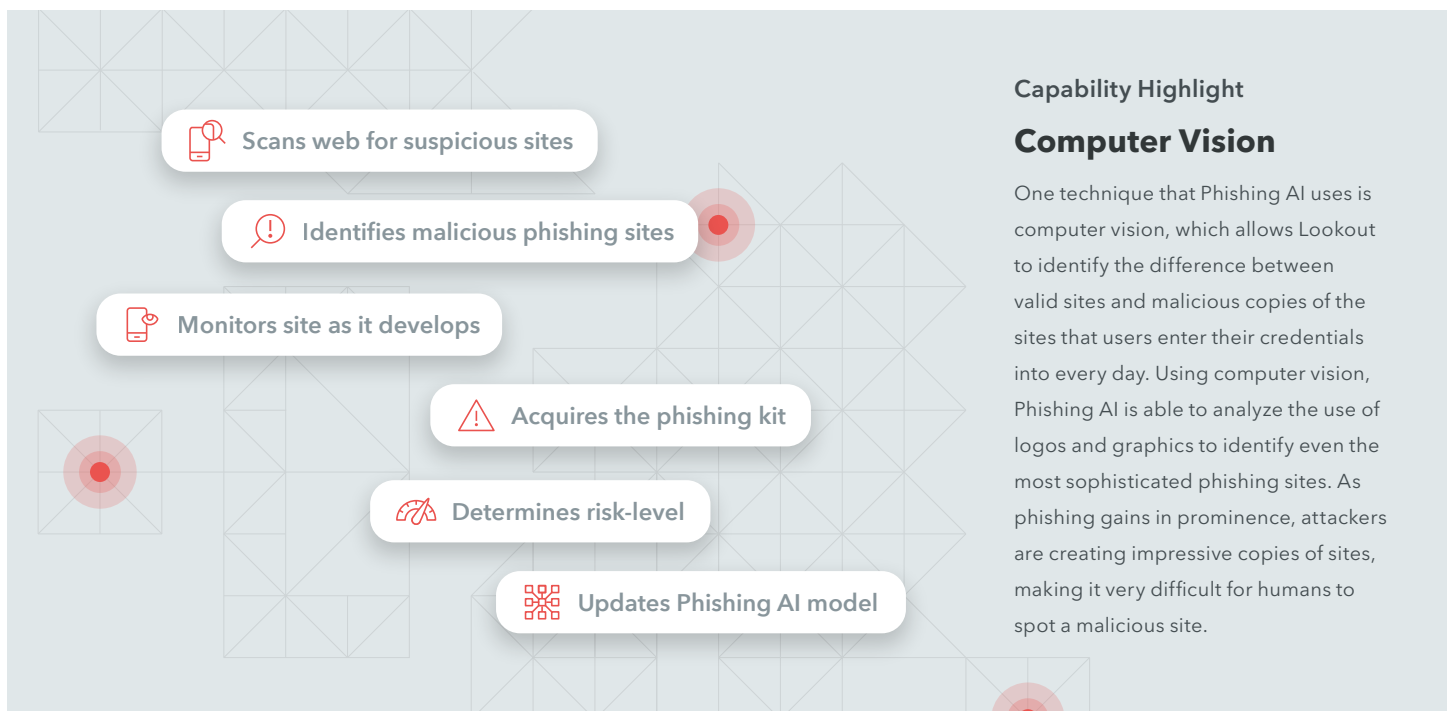 Scans web for suspicious sites
Identifies malicious phishing sites
Monitors site as it develops
Acquires the phishing kit
Determines risk-level
Updates Phishing AI model
Capability Highlight
Computer Vision
One technique that Phishing AI uses is
computer vision, which allows Lookout
to identify the difference between
valid sites and malicious copies of the
sites that users enter their credentials
into every day. Using computer vision,
Phishing AI is able to analyze the use of
logos and graphics to identify even the
most sophisticated phishing sites. As
phishing gains in prominence, attackers
are creating impressive copies of sites,
making it very difficult for humans to
spot a malicious site.